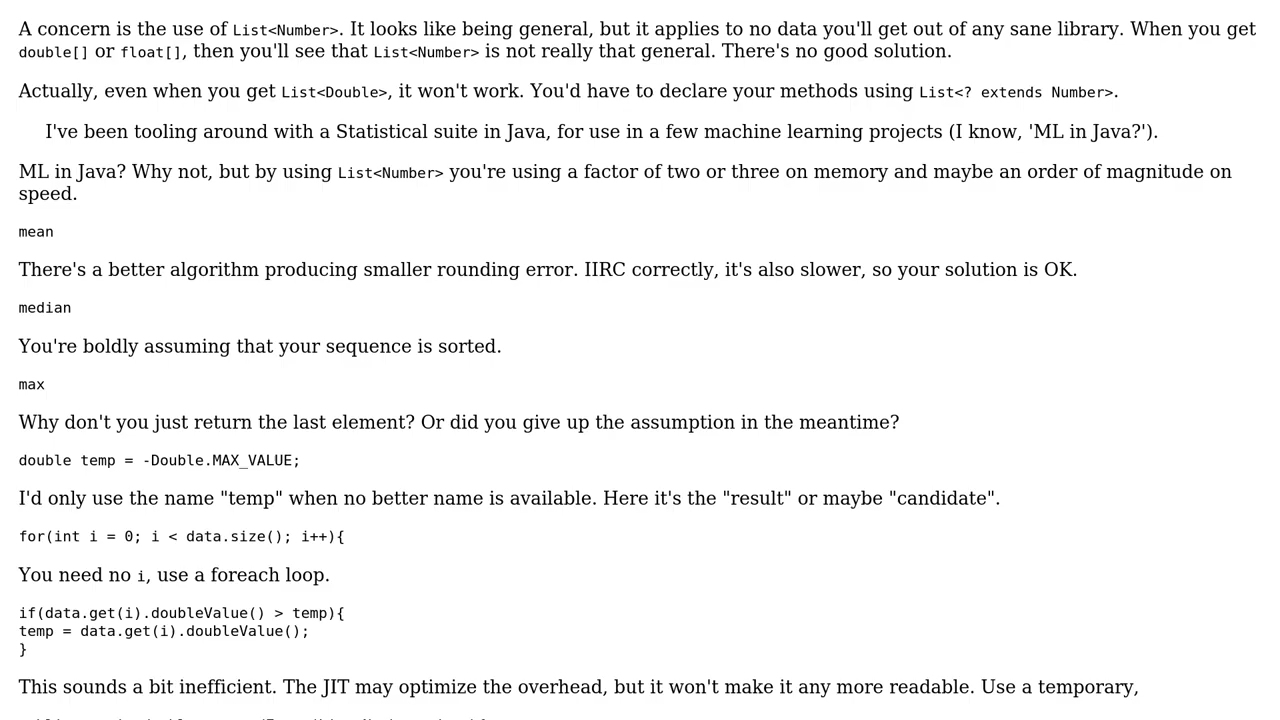 A concern is the use of List<Number>. It looks like being general, but it applies to no data you'll get out of any sane library. When you get
double[] or float[], then you'll see that List<Number> is not really that general. There's no good solution.
Actually, even when you get List<Double>, it won't work. You'd have to declare your methods using List<? extends Number>.
I've been tooling around with a Statistical suite in Java, for use in a few machine learning projects (I know, 'ML in Java?').
ML in Java? Why not, but by using List<Number> you're using a factor of two or three on memory and maybe an order of magnitude on
speed.
mean
There's a better algorithm producing smaller rounding error. IIRC correctly, it's also slower, so your solution is OK.
median
You're boldly assuming that your sequence is sorted.
max
Why don't you just return the last element? Or did you give up the assumption in the meantime?
double temp = -Double.MAX_VALUE;
I'd only use the name "temp" when no better name is available. Here it's the "result" or maybe "candidate".
for(int i = 0; i < data.size(); i++){
You need no i, use a foreach loop.
if(data.get(i).doubleValue() > temp){
temp = data.get(i).doubleValue();
}
This sounds a bit inefficient. The JIT may optimize the overhead, but it won't make it any more readable. Use a temporary,